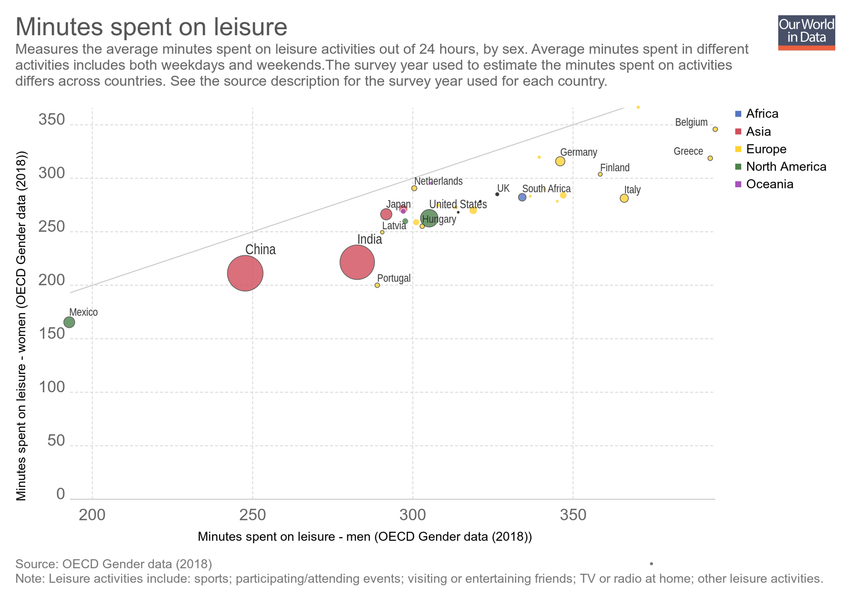 Minutes spent on leisure
Our World
in Data
Measures the average minutes spent on leisure activities out of 24 hours, by sex. Average minutes spent in different
activities includes both weekdays and weekends.The survey year used to estimate the minutes spent on activities
differs across countries. See the source description for the survey year used for each country.
Minutes spent on leisure - women (OECD Gender data (2018))
350
300
250
200
150
100
50
0
Belgium
Greece
Germany
Finland
Netherlands
UK
South Africa
Italy
Japan
United States
Latvia
Hungary
India
China
Portugal
Mexico
Africa
Asia
Europe
North America
Oceania
200
250
300
350
Minutes spent on leisure - men (OECD Gender data (2018))
Source: OECD Gender data (2018)
Note: Leisure activities include: sports; participating/attending events; visiting or entertaining friends; TV or radio at home; other leisure activities.